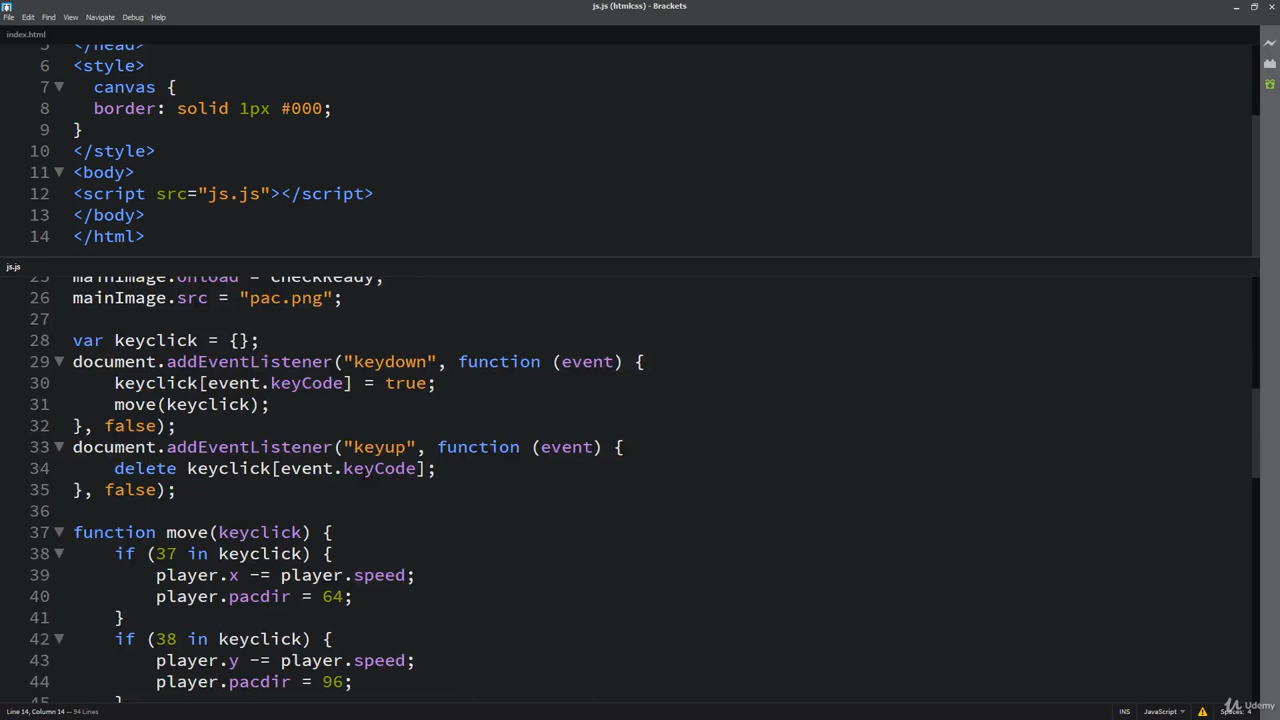 js.js (htmlcss) - Brackets
File Edit Find View Navigate Debug Help
index.html
5 </head>
6 <style>
7 canvas {
8 border: solid 1px #000;
9 }
10 </style>
11 <body>
12 <script src="js.js"></script>
13 </body>
14 </html>
js.js
25 mainImage.onload = checkReady;
26 mainImage.src = "pac.png";
27
28 var keyclick = {};
29 document.addEventListener("keydown", function (event) {
30 keyclick[event.keyCode] = true;
31 move(keyclick);
32 }, false);
33 document.addEventListener("keyup", function (event) {
34 delete keyclick[event.keyCode];
35 }, false);
36
37 function move(keyclick) {
38 if (37 in keyclick) {
39 player.x -= player.speed;
40 player.pacdir = 64;
41 }
42 if (38 in keyclick) {
43 player.y -= player.speed;
44 player.pacdir = 96;
45 }
Line 14, Column 14 — 94 Lines
INS JavaScript Spaces: 4
Udemy